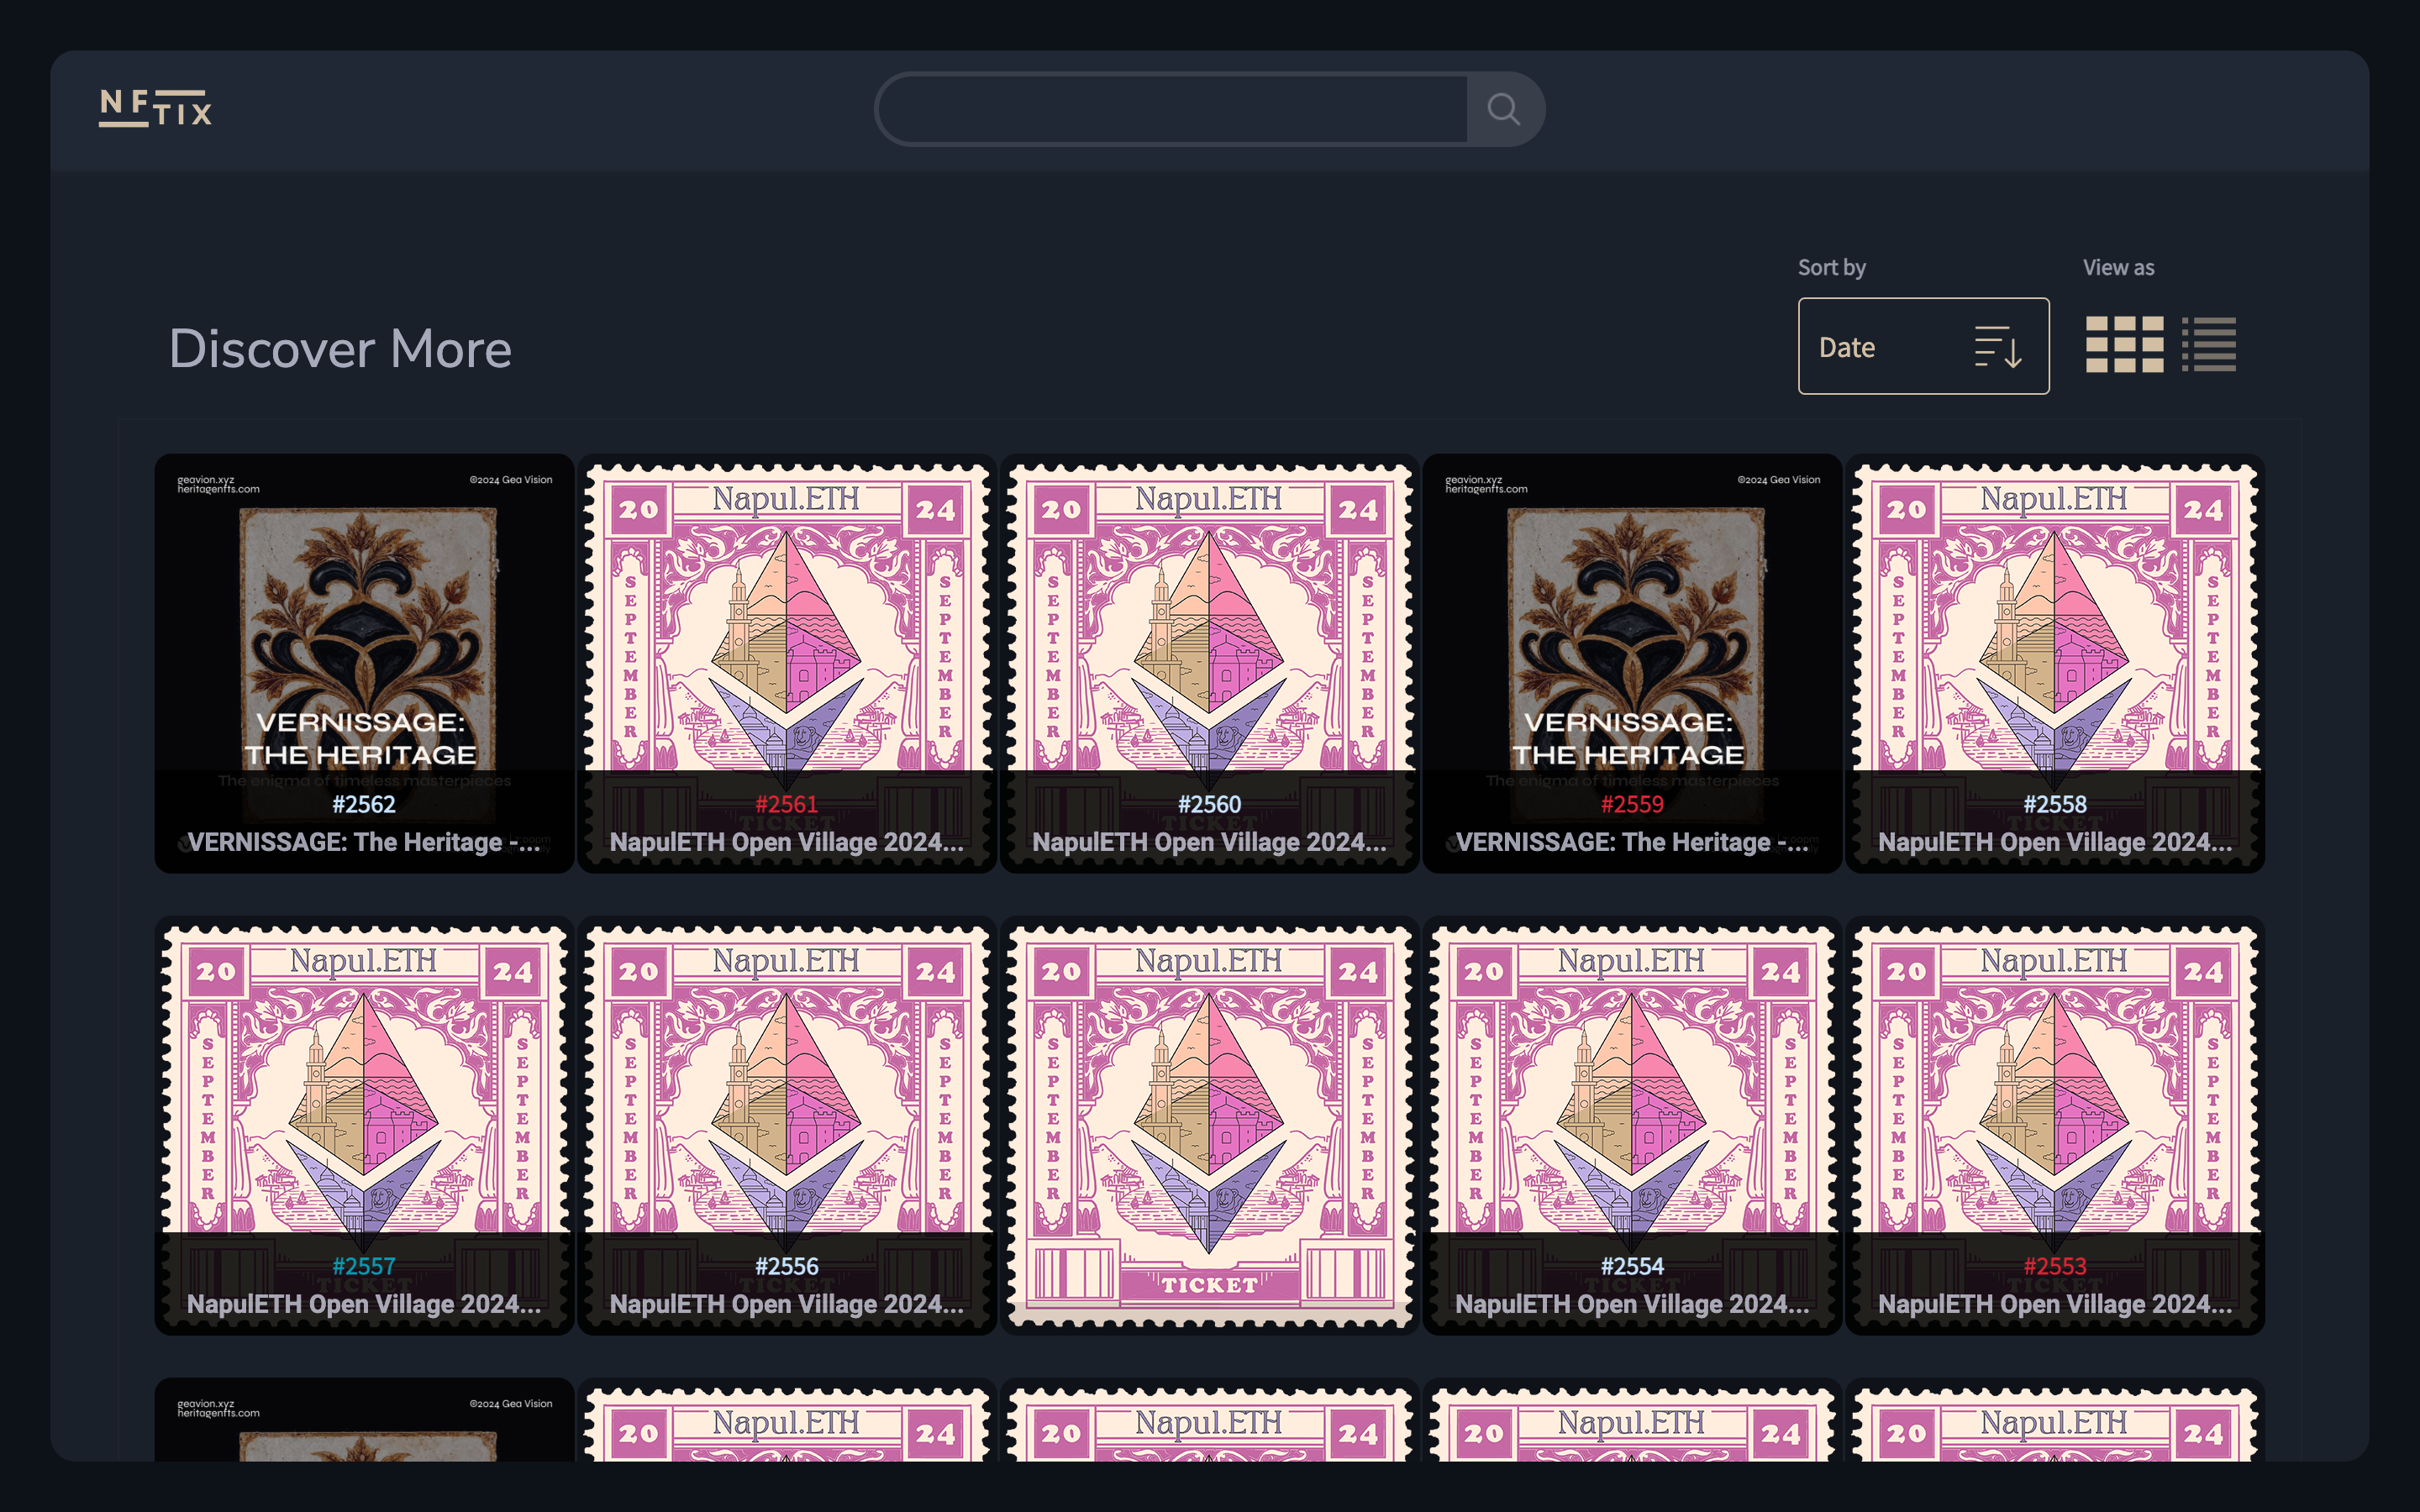 NFTIX
Sort by
View as
Discover More
Date
geavion.xyz
heritagenfts.com
©2024 Gea Vision
VERNISSAGE:
THE HERITAGE
The enigma of timeless masterpieces
#2562
VERNISSAGE: The Heritage -...
20
Napul.ETH
24
SEPTEMBER
SEPTEMBER
TICKET
#2561
NapulETH Open Village 2024...
20
Napul.ETH
24
SEPTEMBER
SEPTEMBER
#2560
NapulETH Open Village 2024...
geavion.xyz
heritagenfts.com
©2024 Gea Vision
VERNISSAGE:
THE HERITAGE
The enigma of timeless masterpieces
#2559
VERNISSAGE: The Heritage -...
20
Napul.ETH
24
SEPTEMBER
SEPTEMBER
#2558
NapulETH Open Village 2024...
20
Napul.ETH
24
SEPTEMBER
SEPTEMBER
TICKET
#2557
NapulETH Open Village 2024...
20
Napul.ETH
24
SEPTEMBER
SEPTEMBER
TICKET
#2556
NapulETH Open Village 2024...
20
Napul.ETH
24
SEPTEMBER
SEPTEMBER
TICKET
20
Napul.ETH
24
SEPTEMBER
SEPTEMBER
TICKET
#2554
NapulETH Open Village 2024...
20
Napul.ETH
24
SEPTEMBER
SEPTEMBER
TICKET
#2553
NapulETH Open Village 2024...
geavion.xyz
heritagenfts.com
©2024 Gea Vision
20
Napul.ETH
24
20
Napul.ETH
24
20
Napul.ETH
24
20
Napul.ETH
24